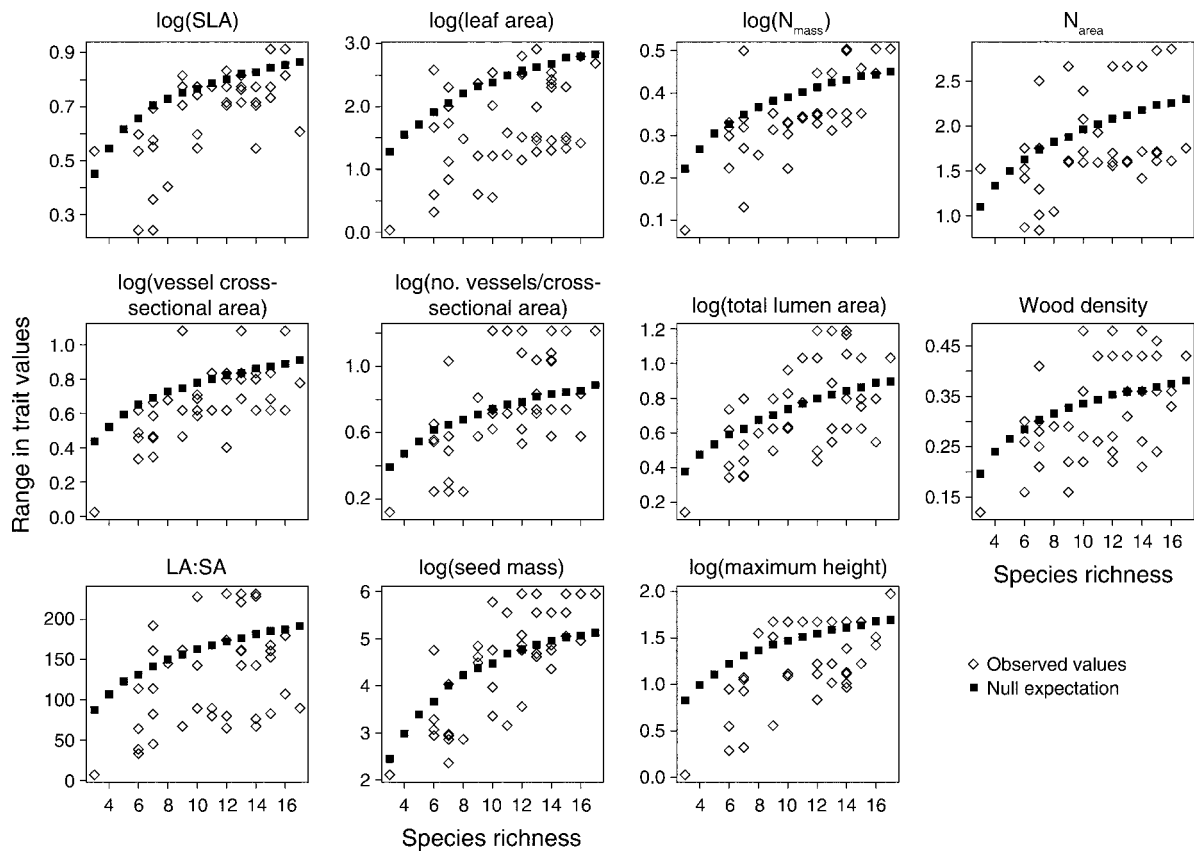 log(SLA)
log(leaf area)
log(Nmass)
Narea
0.9
0.7
0.5
0.3
3.0
2.0
1.0
0.0
0.5
0.4
0.3
0.2
0.1
2.5
2.0
1.5
1.0
log(vessel cross-
sectional area)
log(no. vessels/cross-
sectional area)
log(total lumen area)
Wood density
1.0
0.8
0.6
0.4
0.2
0.0
1.0
0.6
0.2
1.2
1.0
0.8
0.6
0.4
0.2
0.45
0.35
0.25
0.15
4 6 8 10 12 14 16
Species richness
Range in trait values
LA:SA
log(seed mass)
log(maximum height)
200
150
100
50
0
6
5
4
3
2
2.0
1.5
1.0
0.5
0.0
Observed values
Null expectation
4 6 8 10 12 14 16
4 6 8 10 12 14 16
4 6 8 10 12 14 16
Species richness